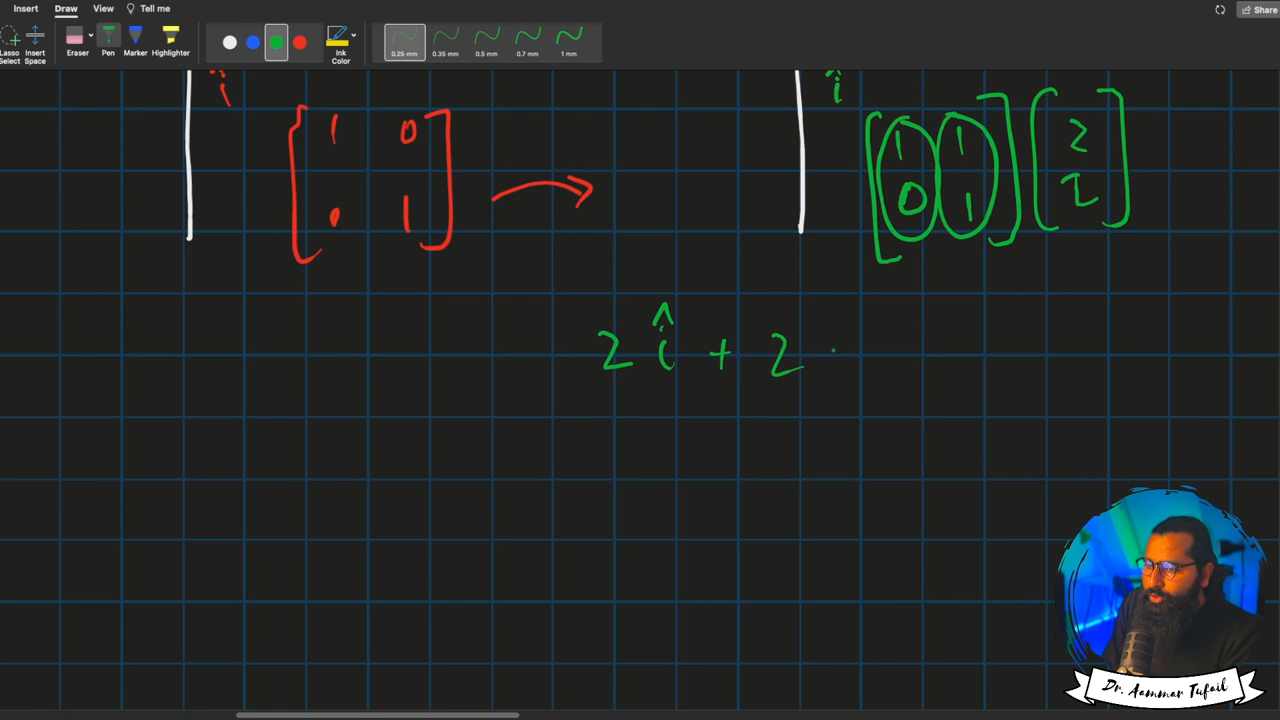 Insert Draw View Tell me
Share
Lasso Select
Insert Space
Eraser
Pen
Marker
Highlighter
Ink Color
0.25 mm
0.35 mm
0.5 mm
0.7 mm
1 mm
î
î
1 0
0 1
1 1
0 1
2
2
2 î + 2
Dr. Aammar Tufail